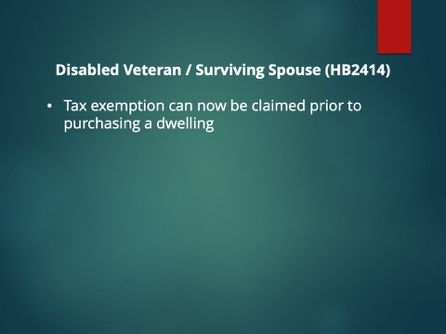 Disabled Veteran / Surviving Spouse (HB2414)
• Tax exemption can now be claimed prior to
purchasing a dwelling